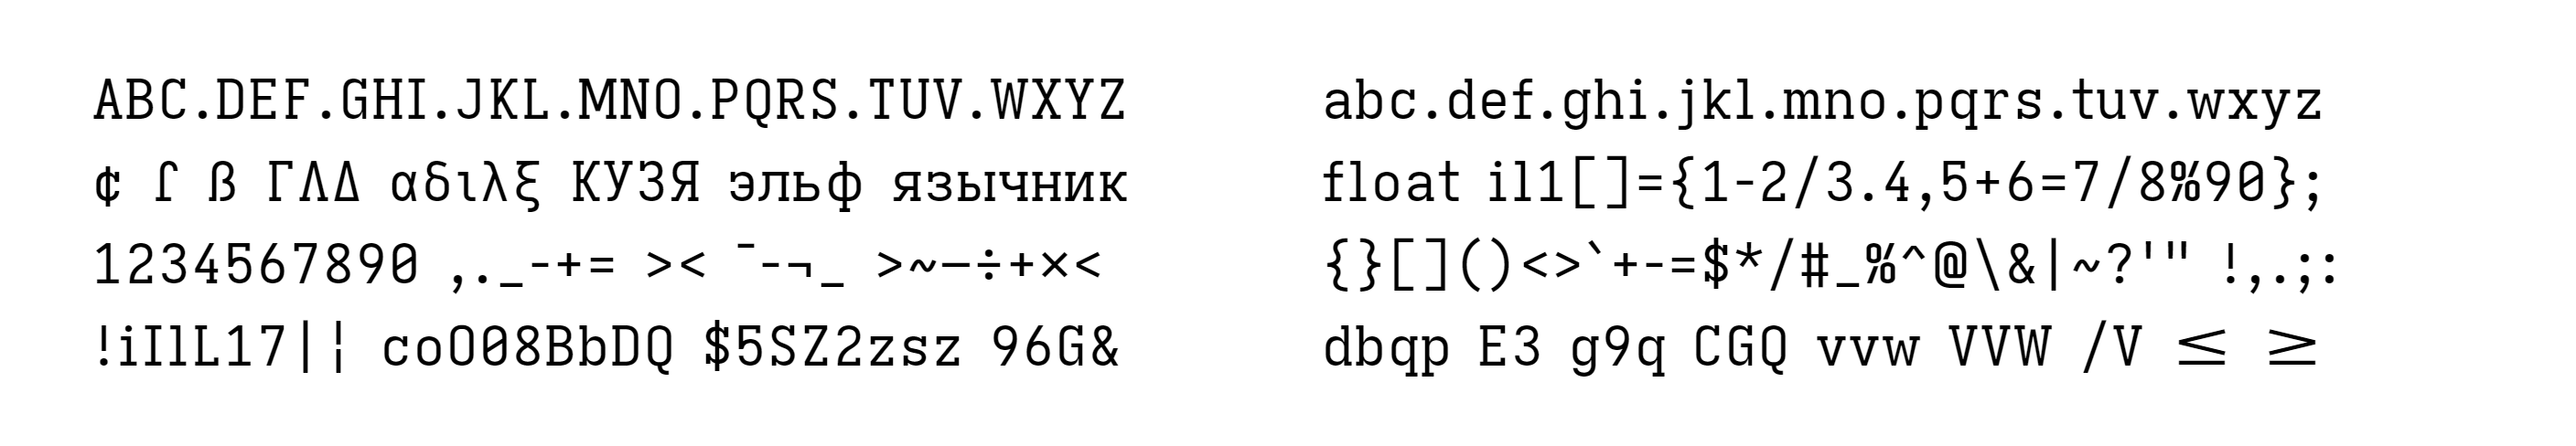 ABC.DEF.GHI.JKL.MNO.PQRS.TUV.WXYZ
¢ ſ ß ΓΛΔ αδιλξ КУЗЯ эльф язычник
1234567890 ,._-+= >< ¯-¬_ >~–÷+×<
!iIlL17|¦ coO08BbDQ $5SZ2zsz 96G&
abc.def.ghi.jkl.mno.pqrs.tuv.wxyz
float il1[]={1-2/3.4,5+6=7/8%90};
{}[]()<>`+-=$*/#_%^@\&|~?'" !,.;:
dbqp E3 g9q CGQ vvw VVW /V ≤ ≥